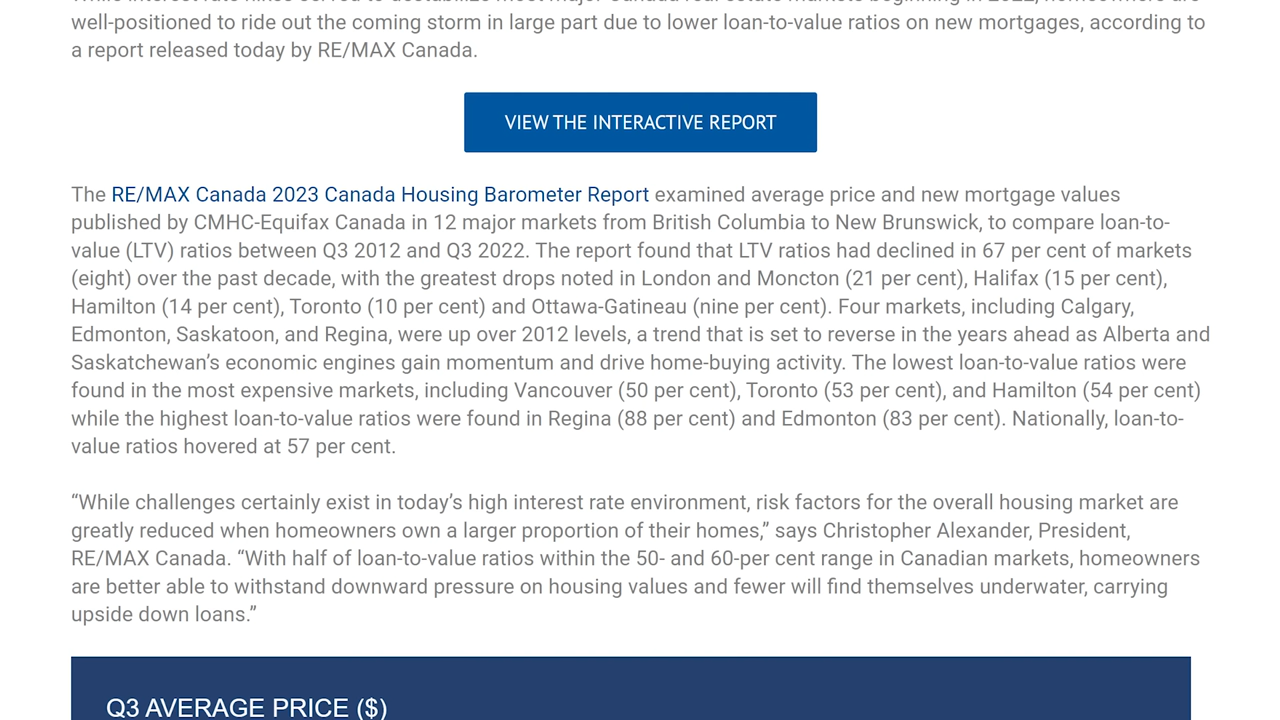 well-positioned to ride out the coming storm in large part due to lower loan-to-value ratios on new mortgages, according to
a report released today by RE/MAX Canada.
VIEW THE INTERACTIVE REPORT
The RE/MAX Canada 2023 Canada Housing Barometer Report examined average price and new mortgage values
published by CMHC-Equifax Canada in 12 major markets from British Columbia to New Brunswick, to compare loan-to-
value (LTV) ratios between Q3 2012 and Q3 2022. The report found that LTV ratios had declined in 67 per cent of markets
(eight) over the past decade, with the greatest drops noted in London and Moncton (21 per cent), Halifax (15 per cent),
Hamilton (14 per cent), Toronto (10 per cent) and Ottawa-Gatineau (nine per cent). Four markets, including Calgary,
Edmonton, Saskatoon, and Regina, were up over 2012 levels, a trend that is set to reverse in the years ahead as Alberta and
Saskatchewan’s economic engines gain momentum and drive home-buying activity. The lowest loan-to-value ratios were
found in the most expensive markets, including Vancouver (50 per cent), Toronto (53 per cent), and Hamilton (54 per cent)
while the highest loan-to-value ratios were found in Regina (88 per cent) and Edmonton (83 per cent). Nationally, loan-to-
value ratios hovered at 57 per cent.
“While challenges certainly exist in today’s high interest rate environment, risk factors for the overall housing market are
greatly reduced when homeowners own a larger proportion of their homes,” says Christopher Alexander, President,
RE/MAX Canada. “With half of loan-to-value ratios within the 50- and 60-per cent range in Canadian markets, homeowners
are better able to withstand downward pressure on housing values and fewer will find themselves underwater, carrying
upside down loans.”
Q3 AVERAGE PRICE ($)